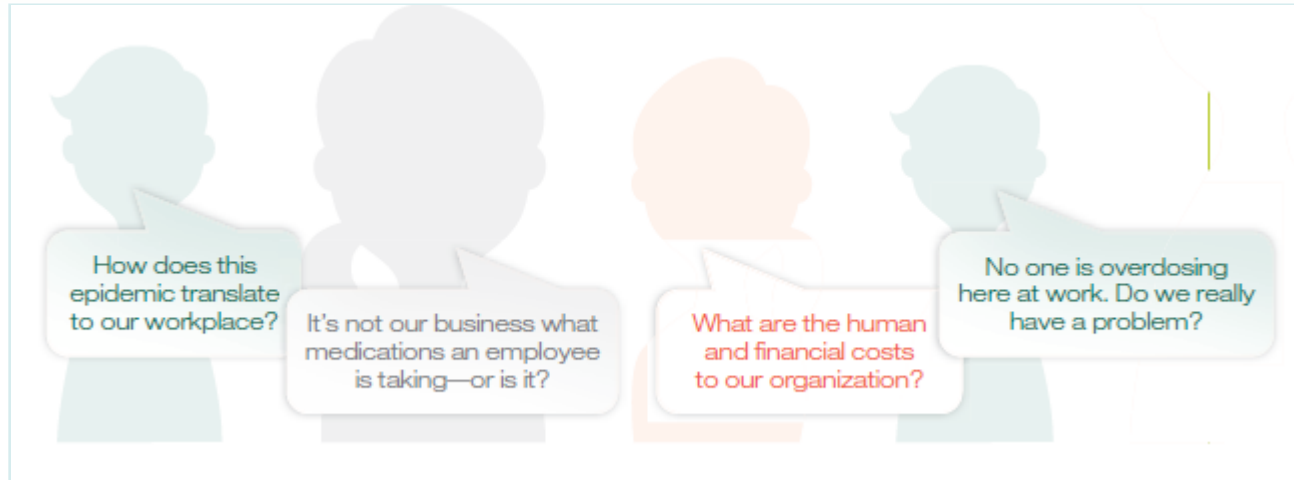 How does this
epidemic translate
to our workplace?
It's not our business what
medications an employee
is taking—or is it?
What are the human
and financial costs
to our organization?
No one is overdosing
here at work. Do we really
have a problem?